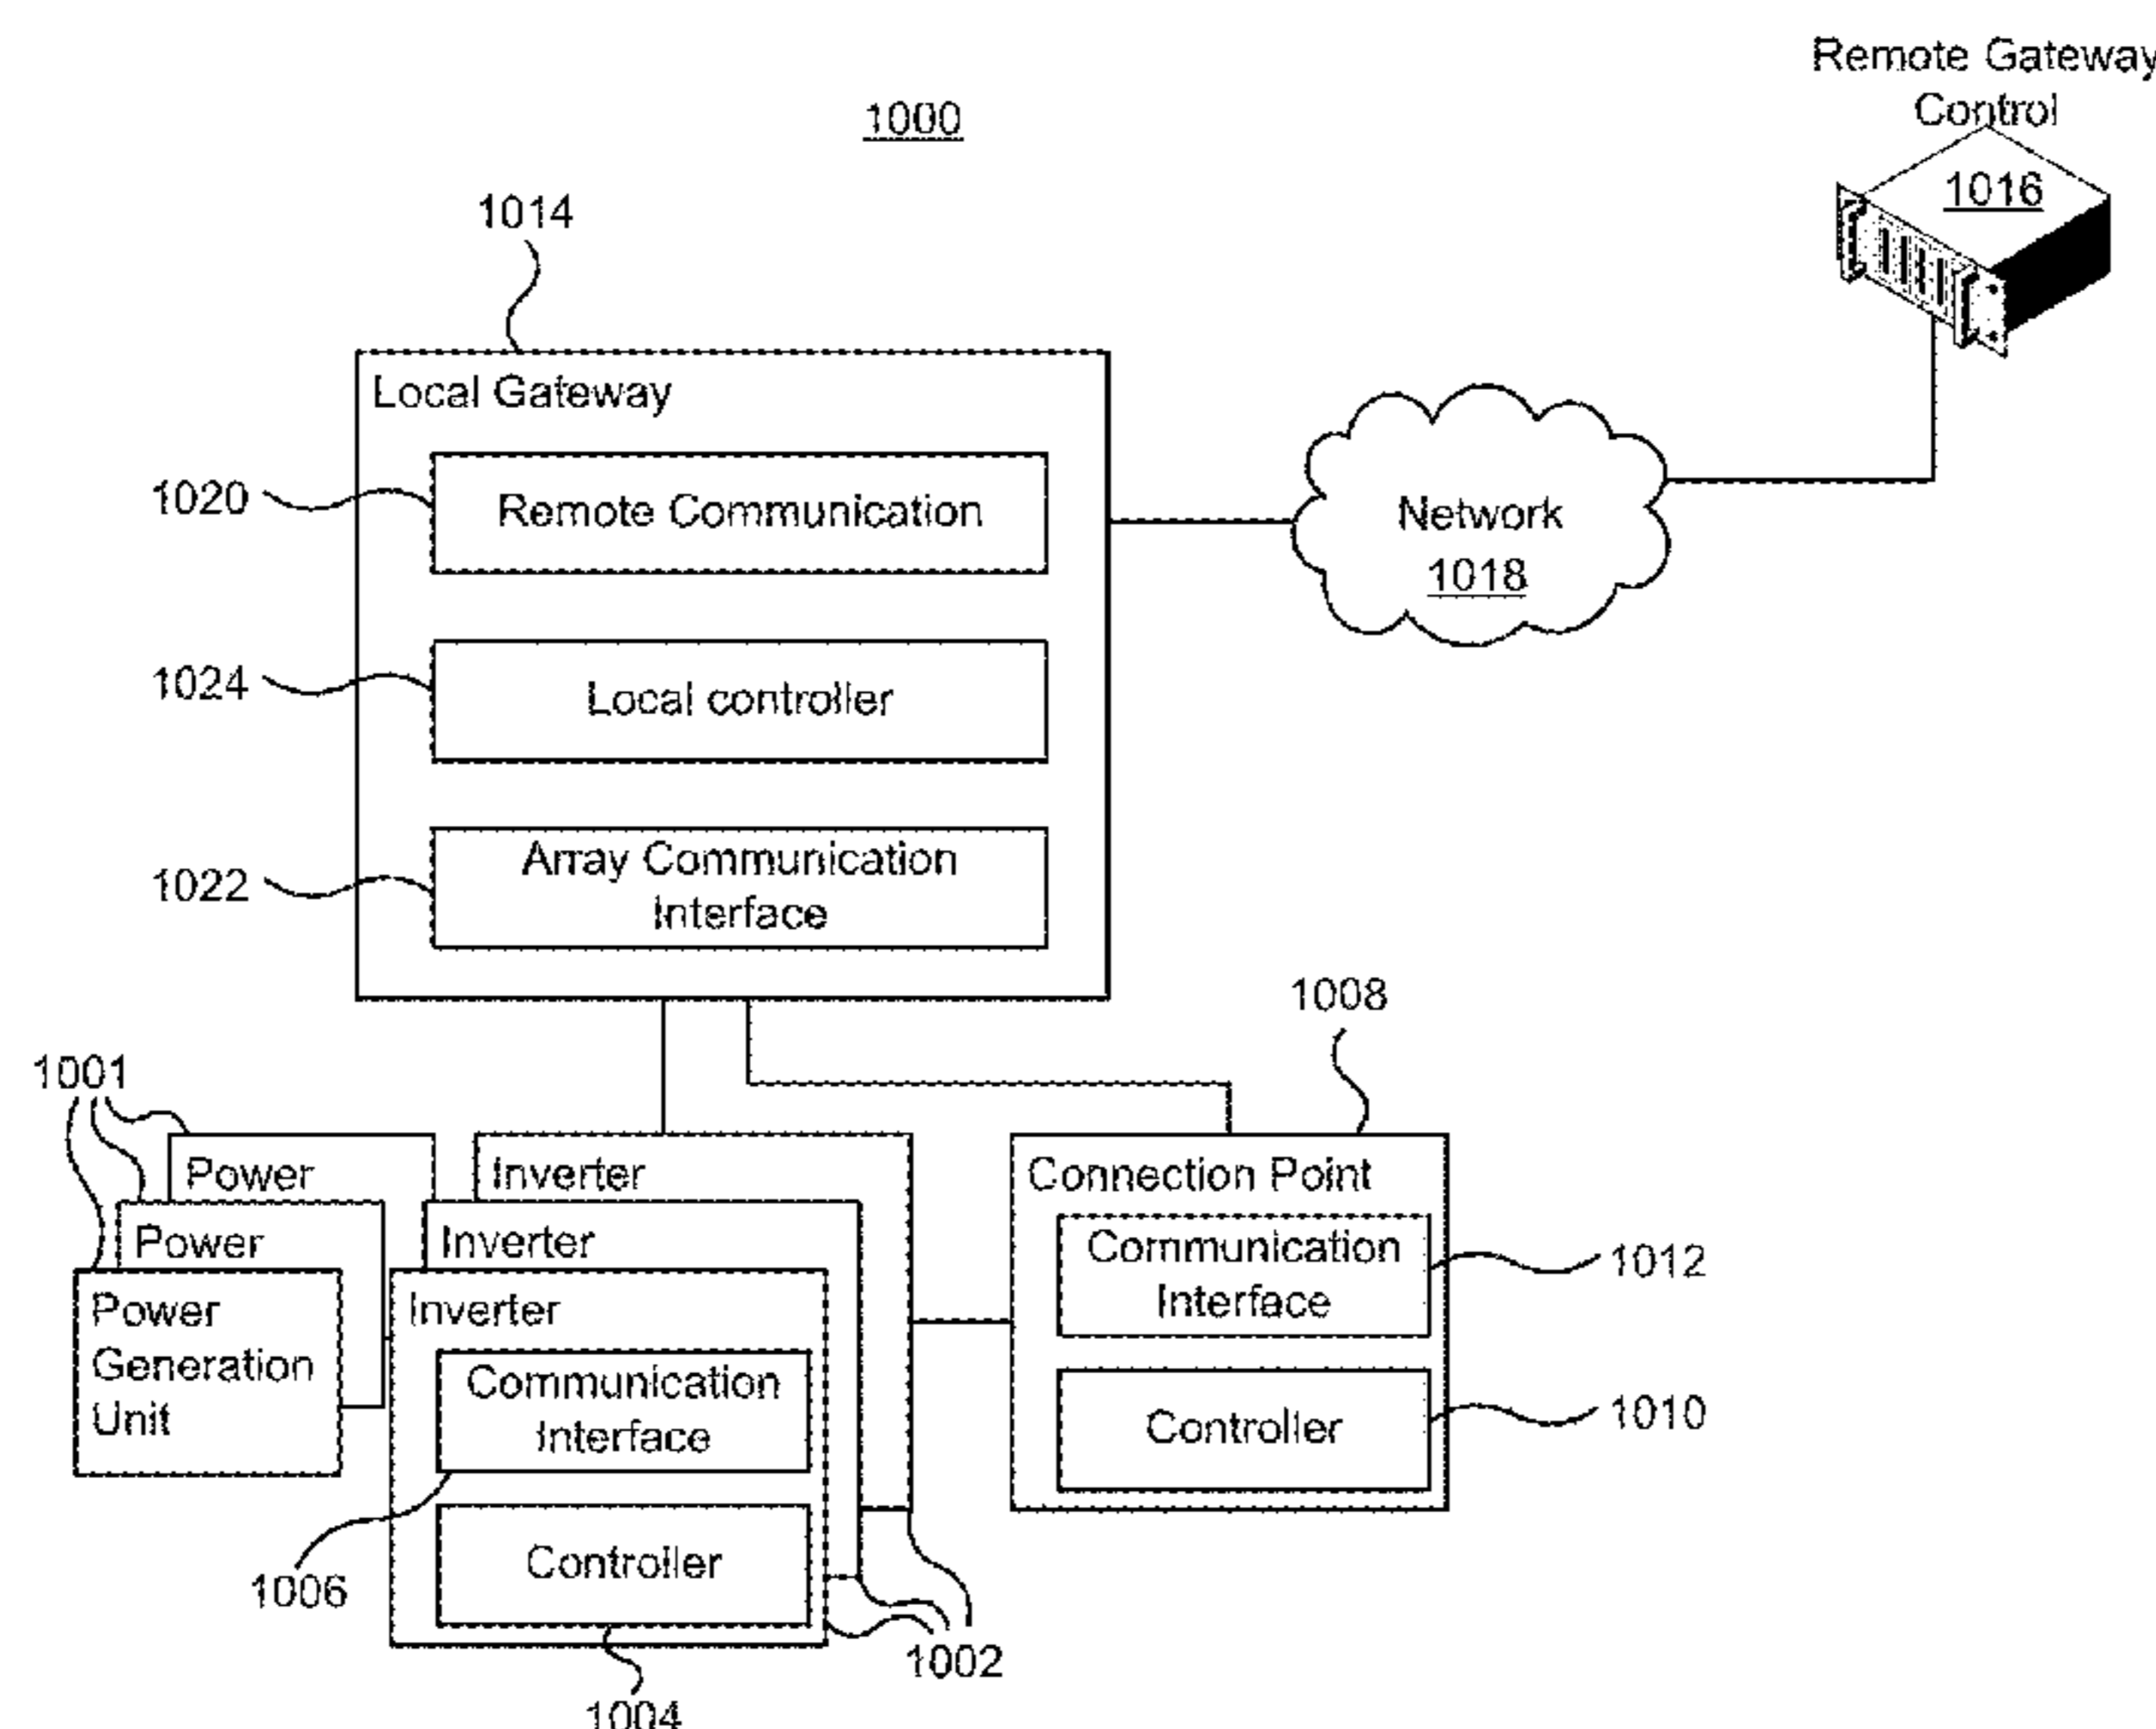 Remote Gateway
Control
1016
1000
1014
Local Gateway
1020
Remote Communication
Network
1018
1024
Local controller
1022
Array Communication
Interface
1008
1001
Power
Power
Power
Generation
Unit
Inverter
Inverter
Inverter
Communication
Interface
Controller
1006
1004
1002
Connection Point
Communication
Interface
1012
Controller
1010